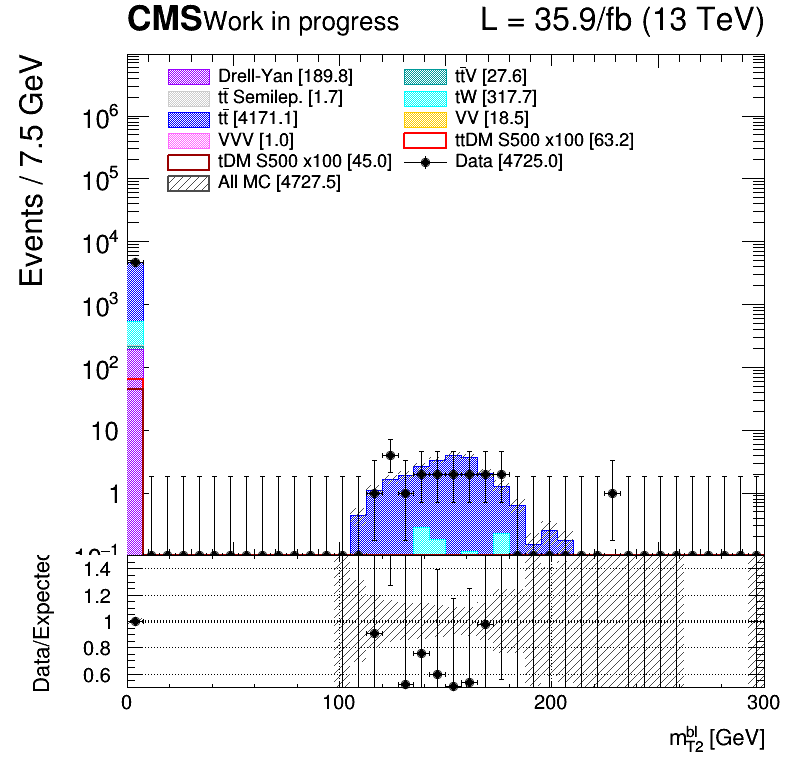 CMS Work in progress L = 35.9/fb (13 TeV)
Events / 7.5 GeV
Drell-Yan [189.8] tt̄V [27.6]
tt̄ Semilep. [1.7] tW [317.7]
tt̄ [4171.1] VV [18.5]
VVV [1.0] ttDM S500 x100 [63.2]
tDM S500 x100 [45.0] Data [4725.0]
All MC [4727.5]
10⁶
10⁵
10⁴
10³
10²
10
1
10⁻¹
Data/Expected
1.4
1.2
1
0.8
0.6
0 100 200 300
m_{T2}^{bl} [GeV]